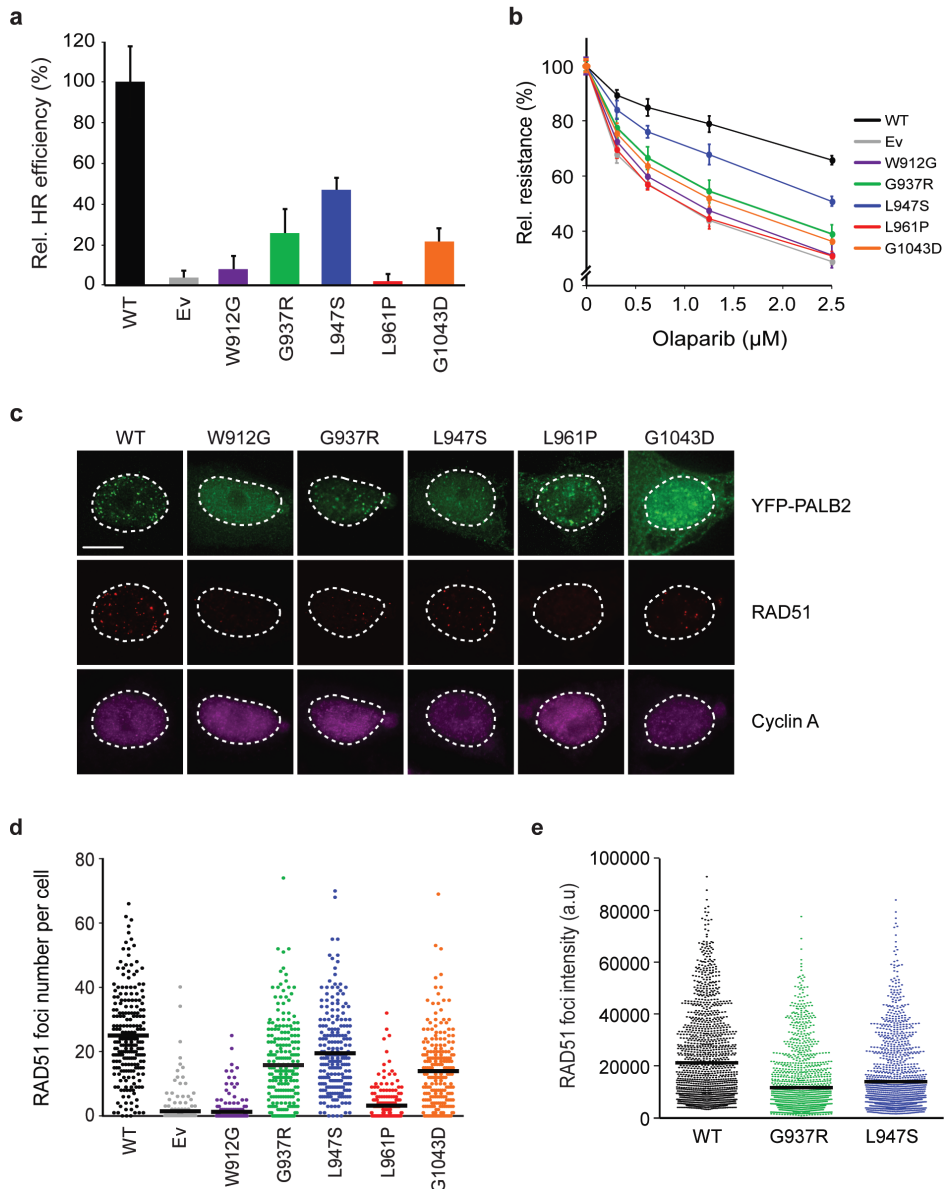 a
Rel. HR efficiency (%)
120
100
80
60
40
20
0
WT
Ev
W912G
G937R
L947S
L961P
G1043D
b
Rel. resistance (%)
100
80
60
40
0
0
0.5
1.0
1.5
2.0
2.5
Olaparib (µM)
WT
Ev
W912G
G937R
L947S
L961P
G1043D
c
WT W912G G937R L947S L961P G1043D
YFP-PALB2
RAD51
Cyclin A
d
RAD51 foci number per cell
80
60
40
20
0
WT
Ev
W912G
G937R
L947S
L961P
G1043D
e
RAD51 foci intensity (a.u)
100000
80000
60000
40000
20000
0
WT G937R L947S